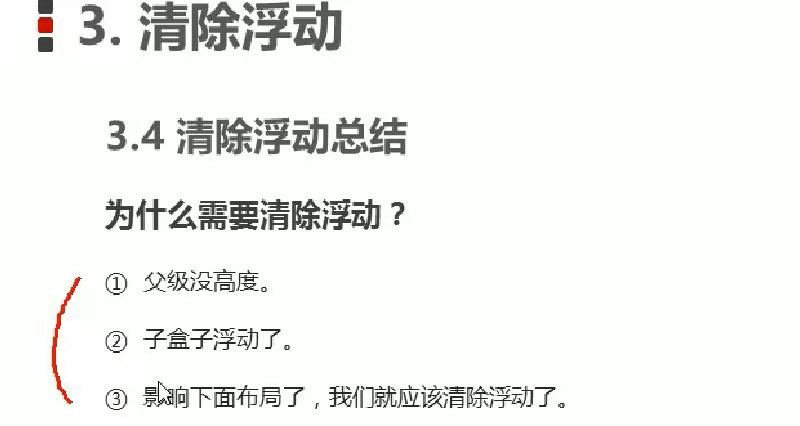 3. 清除浮动
3.4 清除浮动总结
为什么需要清除浮动？
① 父级没高度。
② 子盒子浮动了。
③ 影响下面布局了，我们就应该清除浮动了。